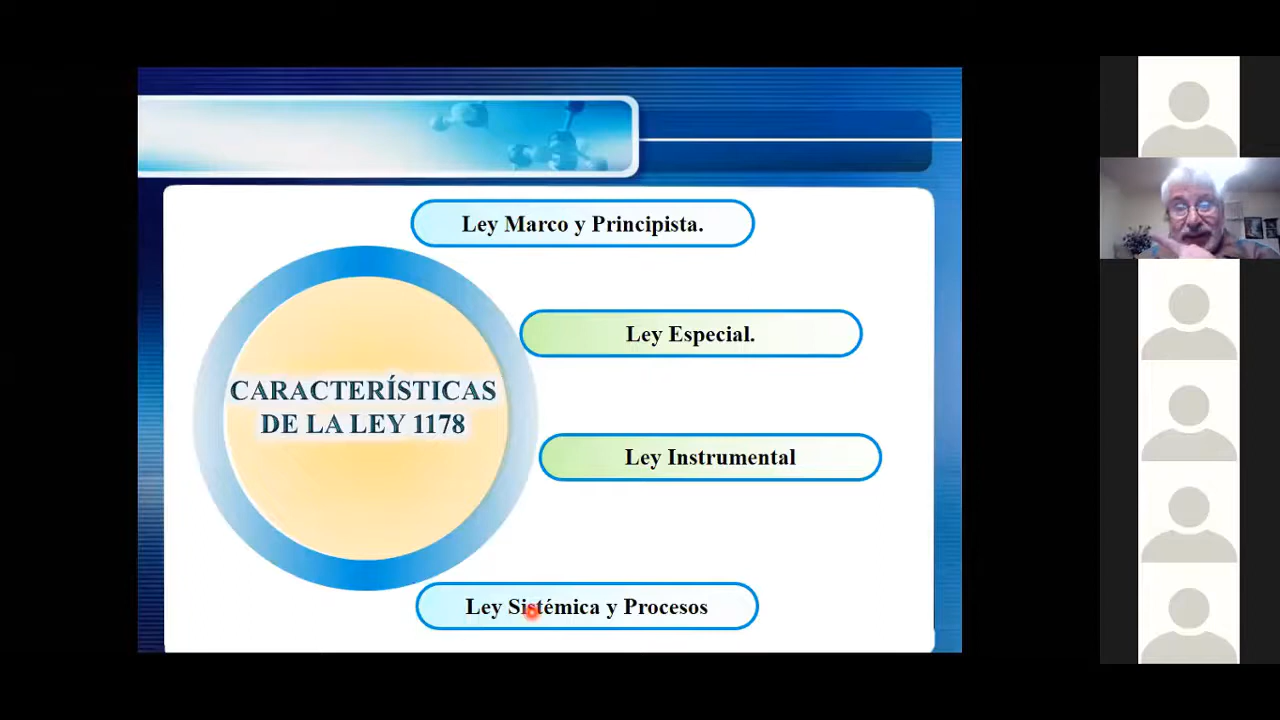 Ley Marco y Principista.
Ley Especial.
CARACTERÍSTICAS
DE LA LEY 1178
Ley Instrumental
Ley Sistémica y Procesos